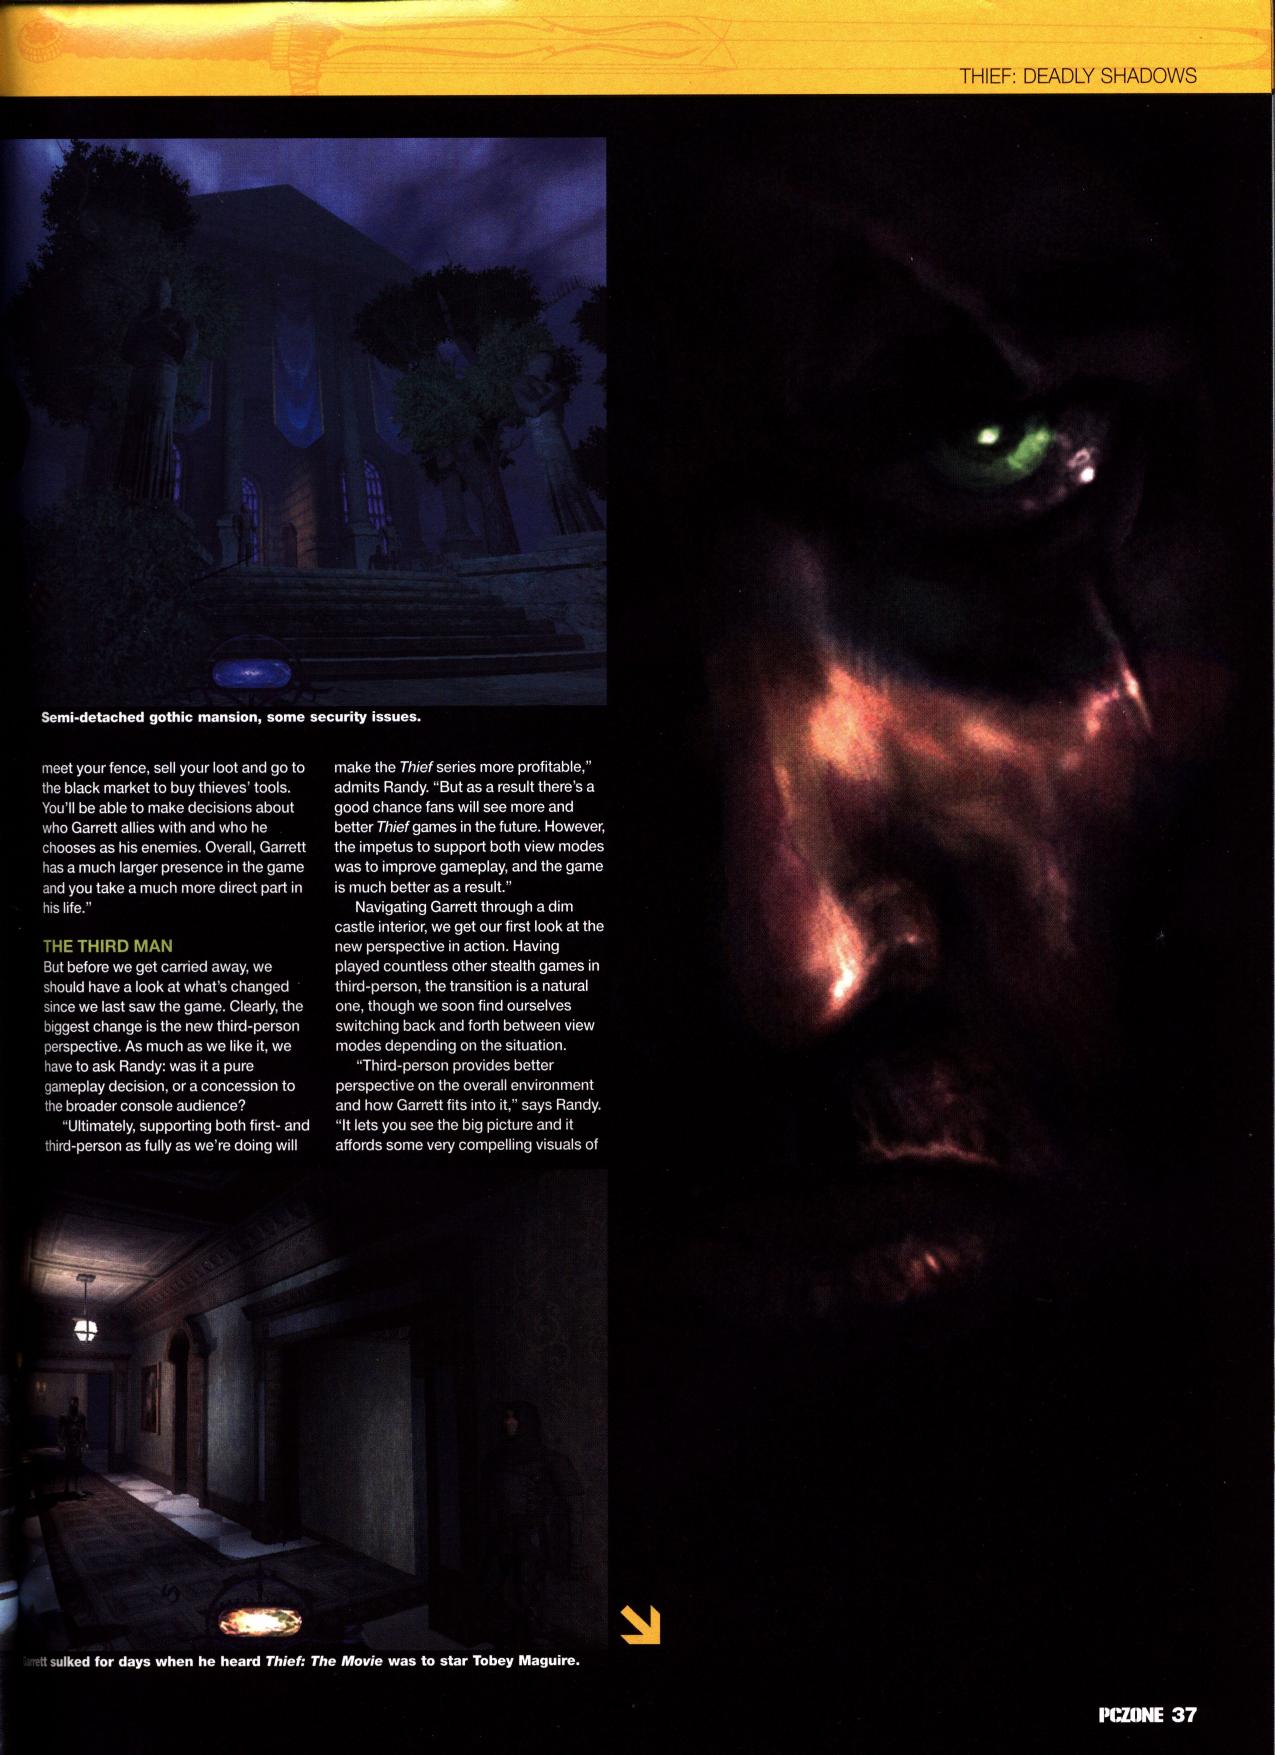 THIEF: DEADLY SHADOWS
Semi-detached gothic mansion, some security issues.
meet your fence, sell your loot and go to
the black market to buy thieves' tools.
You'll be able to make decisions about
who Garrett allies with and who he
chooses as his enemies. Overall, Garrett
has a much larger presence in the game
and you take a much more direct part in
his life.”
THE THIRD MAN
But before we get carried away, we
should have a look at what's changed
since we last saw the game. Clearly, the
biggest change is the new third-person
perspective. As much as we like it, we
have to ask Randy: was it a pure
gameplay decision, or a concession to
the broader console audience?
“Ultimately, supporting both first- and
third-person as fully as we're doing will
make the Thief series more profitable,”
admits Randy. “But as a result there's a
good chance fans will see more and
better Thief games in the future. However,
the impetus to support both view modes
was to improve gameplay, and the game
is much better as a result.”
Navigating Garrett through a dim
castle interior, we get our first look at the
new perspective in action. Having
played countless other stealth games in
third-person, the transition is a natural
one, though we soon find ourselves
switching back and forth between view
modes depending on the situation.
“Third-person provides better
perspective on the overall environment
and how Garrett fits into it,” says Randy.
“It lets you see the big picture and it
affords some very compelling visuals of
Garrett sulked for days when he heard Thief: The Movie was to star Tobey Maguire.
PCZONE 37